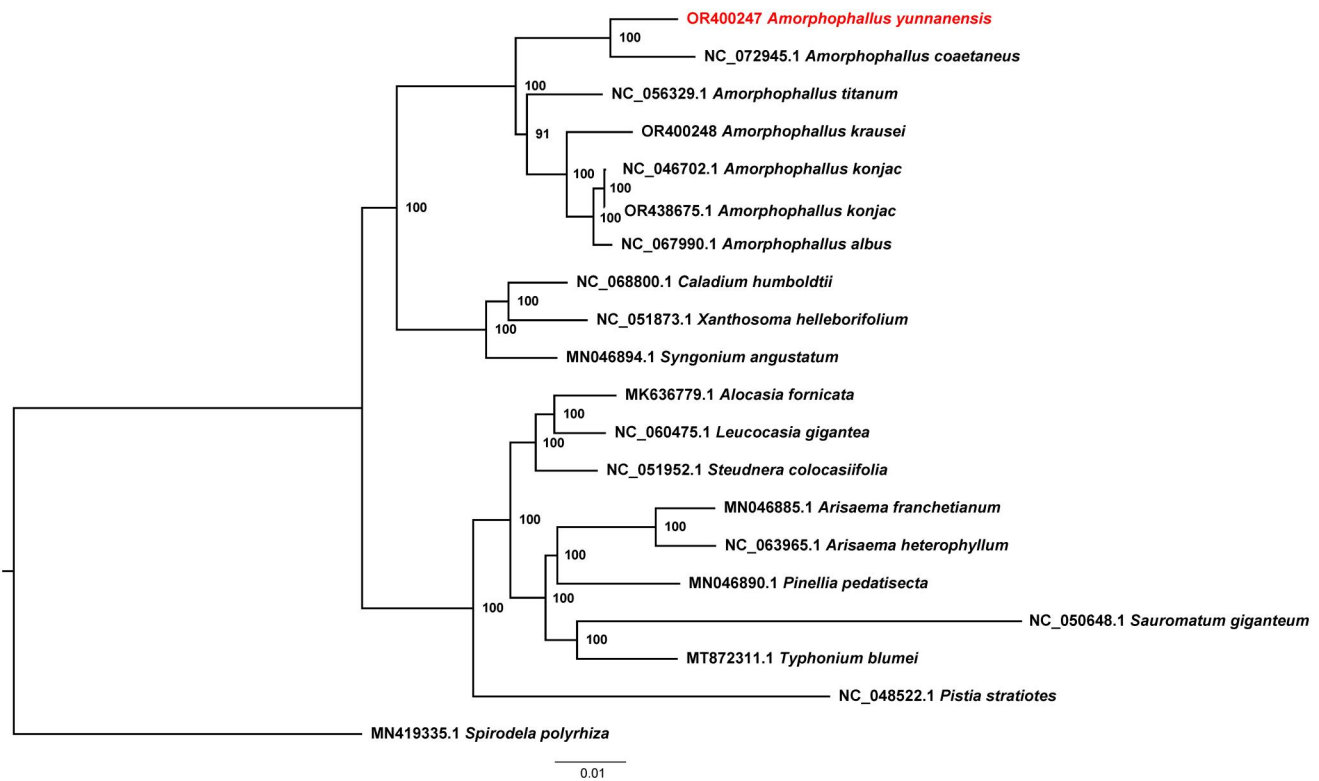 OR400247 Amorphophallus yunnanensis
100
NC_072945.1 Amorphophallus coaetaneus
100
NC_056329.1 Amorphophallus titanum
91
OR400248 Amorphophallus krausei
NC_046702.1 Amorphophallus konjac
100
100
100
OR438675.1 Amorphophallus konjac
100
NC_067990.1 Amorphophallus albus
NC_068800.1 Caladium humboldtii
100
NC_051873.1 Xanthosoma helleborifolium
100
MN046894.1 Syngonium angustatum
MK636779.1 Alocasia fornicata
100
NC_060475.1 Leucocasia gigantea
100
NC_051952.1 Steudnera colocasiifolia
MN046885.1 Arisaema franchetianum
100
100
NC_063965.1 Arisaema heterophyllum
100
MN046890.1 Pinellia pedatisecta
100
100
NC_050648.1 Sauromatum giganteum
100
MT872311.1 Typhonium blumei
NC_048522.1 Pistia stratiotes
MN419335.1 Spirodela polyrhiza
0.01